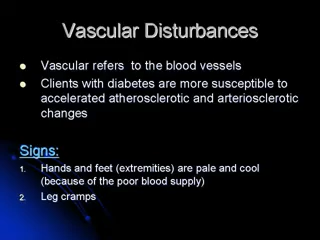 Vascular Disturbances
Vascular refers to the blood vessels
Clients with diabetes are more susceptible to
accelerated atherosclerotic and arteriosclerotic
changes
Signs:
1. Hands and feet (extremities) are pale and cool
(because of the poor blood supply)
2. Leg cramps